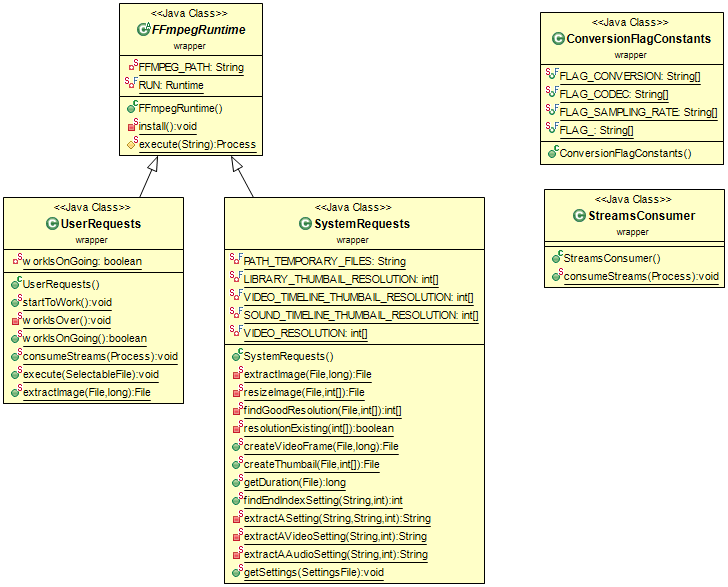 <<Java Class>>
FFmpegRuntime
wrapper
FFMPEG_PATH: String
RUN: Runtime
FFmpegRuntime()
install():void
execute(String):Process
<<Java Class>>
ConversionFlagConstants
wrapper
FLAG_CONVERSION: String[]
FLAG_CODEC: String[]
FLAG_SAMPLING_RATE: String[]
FLAG_: String[]
ConversionFlagConstants()
<<Java Class>>
UserRequests
wrapper
workIsOnGoing: boolean
UserRequests()
startToWork():void
workIsOver():void
workIsOnGoing():boolean
consumeStreams(Process):void
execute(SelectableFile):void
extractImage(File,long):File
<<Java Class>>
SystemRequests
wrapper
PATH_TEMPORARY_FILES: String
LIBRARY_THUMBAIL_RESOLUTION: int[]
VIDEO_TIMELINE_THUMBAIL_RESOLUTION: int[]
SOUND_TIMELINE_THUMBAIL_RESOLUTION: int[]
VIDEO_RESOLUTION: int[]
SystemRequests()
extractImage(File,long):File
resizeImage(File,int[]):File
findGoodResolution(File,int[]):int[]
resolutionExisting(int[]):boolean
createVideoFrame(File,long):File
createThumbail(File,int[]):File
getDuration(File):long
findEndIndexSetting(String,int):int
extractASetting(String,String,int):String
extractAVideoSetting(String,int):String
extractAAudioSetting(String,int):String
getSettings(SettingsFile):void
<<Java Class>>
StreamsConsumer
wrapper
StreamsConsumer()
consumeStreams(Process):void